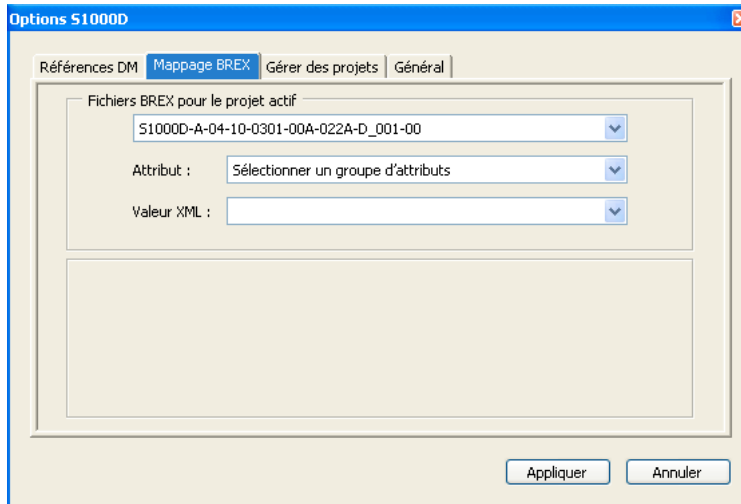 Options S1000D
Références DM Mappage BREX Gérer des projets Général
Fichiers BREX pour le projet actif
S1000D-A-04-10-0301-00A-022A-D_001-00
Attribut : Sélectionner un groupe d'attributs
Valeur XML :
Appliquer Annuler